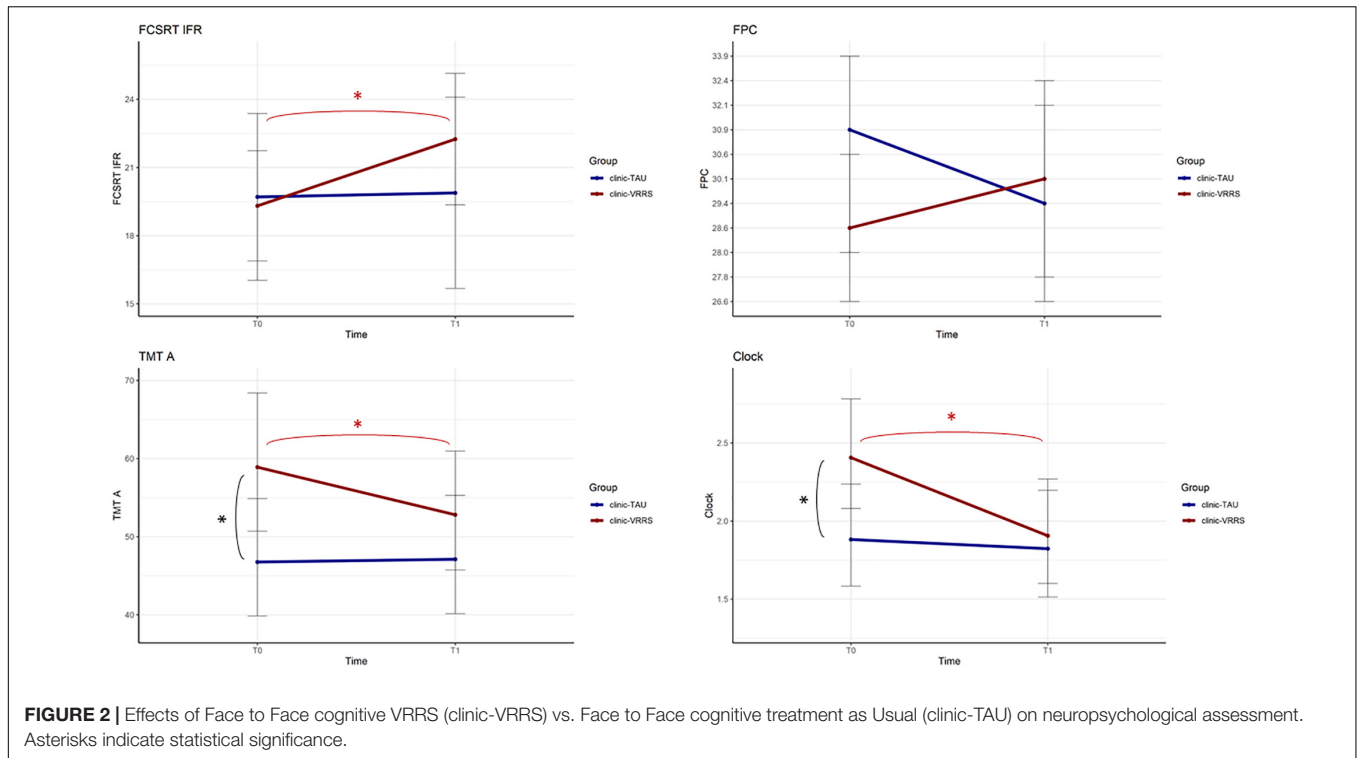 FCSRT IFR
FCSRT IFR
24
21
18
15
*
T0 T1
Time
Group
clinic-TAU
clinic-VRRS
FPC
FPC
33.9
32.4
32.1
30.9
30.6
30.1
29.4
28.6
28.0
27.8
26.6
T0 T1
Time
Group
clinic-TAU
clinic-VRRS
TMT A
TMT A
70
60
50
40
*
*
T0 T1
Time
Group
clinic-TAU
clinic-VRRS
Clock
Clock
2.5
2.0
1.5
*
*
T0 T1
Time
Group
clinic-TAU
clinic-VRRS
FIGURE 2 | Effects of Face to Face cognitive VRRS (clinic-VRRS) vs. Face to Face cognitive treatment as Usual (clinic-TAU) on neuropsychological assessment.
Asterisks indicate statistical significance.